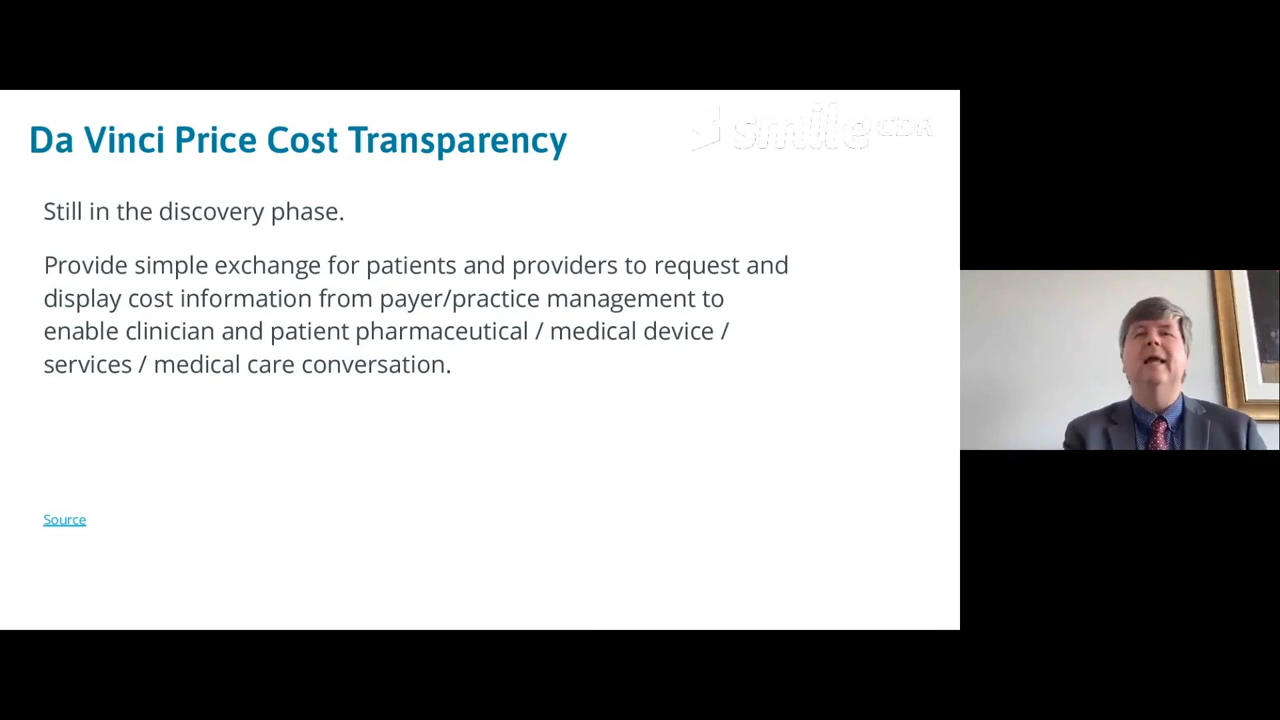 Da Vinci Price Cost Transparency
smile CDR
Still in the discovery phase.
Provide simple exchange for patients and providers to request and
display cost information from payer/practice management to
enable clinician and patient pharmaceutical / medical device /
services / medical care conversation.
Source